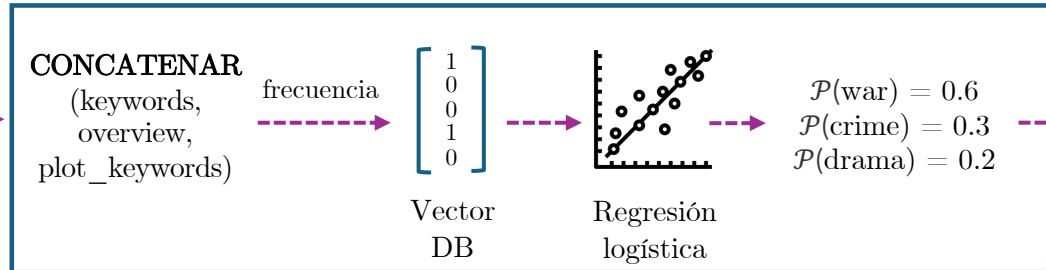 CONCATENAR
(keywords,
overview,
plot_keywords)
frecuencia
1
0
0
1
0
Vector
DB
Regresión
logística
𝒫(war) = 0.6
𝒫(crime) = 0.3
𝒫(drama) = 0.2